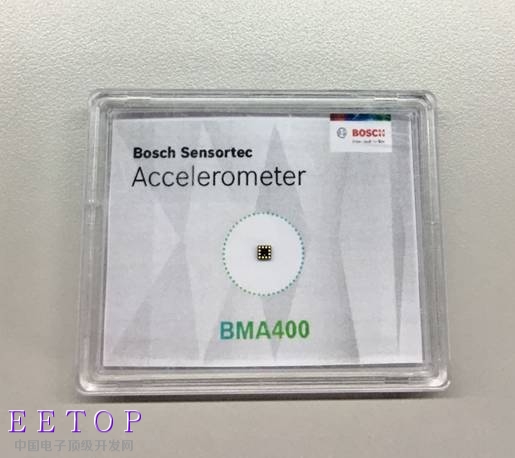 BOSCH
Bosch Sensortec
Accelerometer
BMA400
EETOP
中国电子顶级开发网